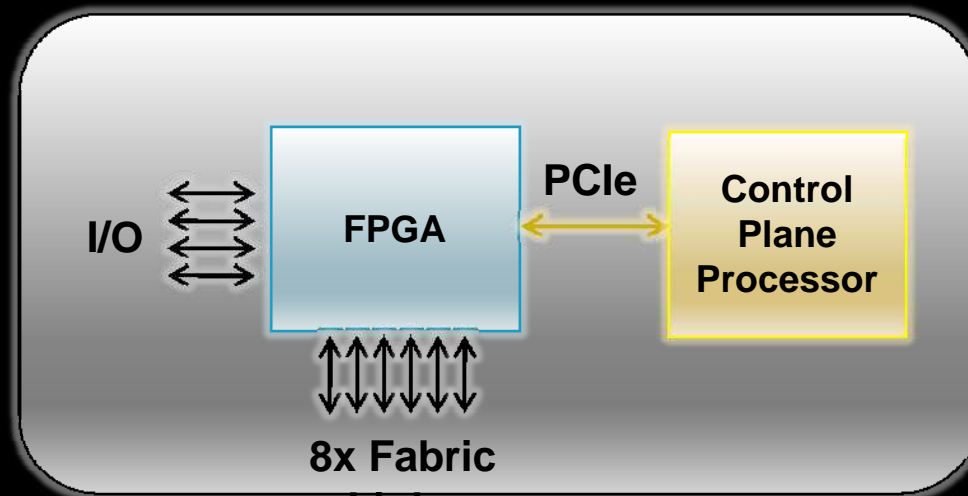 I/O
FPGA
PCIe
Control
Plane
Processor
8x Fabric